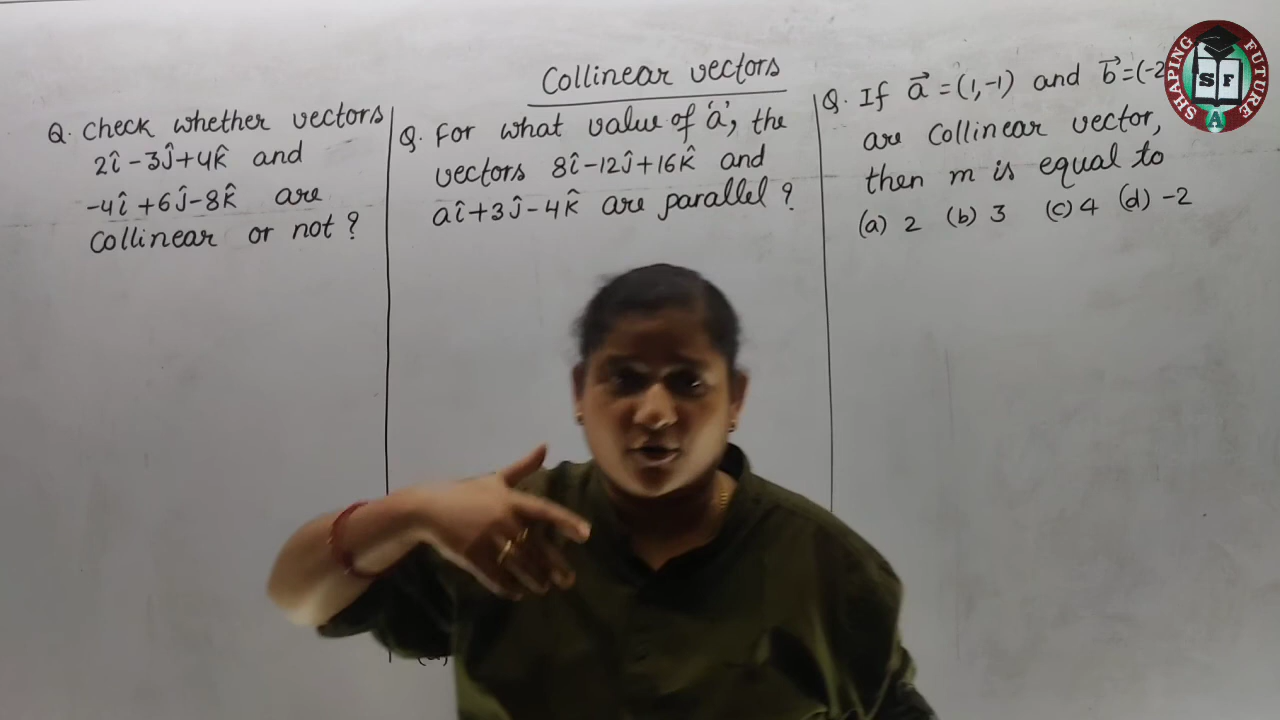 Collinear vectors
Q. Check whether vectors
2î - 3ĵ + 4k̂ and
-4î + 6ĵ - 8k̂ are
Collinear or not ?
Q. For what value of 'a', the
vectors 8î - 12ĵ + 16k̂ and
aî + 3ĵ - 4k̂ are parallel ?
Q. If a⃗ = (1, -1) and b⃗ = (-2
are collinear vector,
then m is equal to
(a) 2 (b) 3 (c) 4 (d) -2
SHAPING FUTURE
S F
A